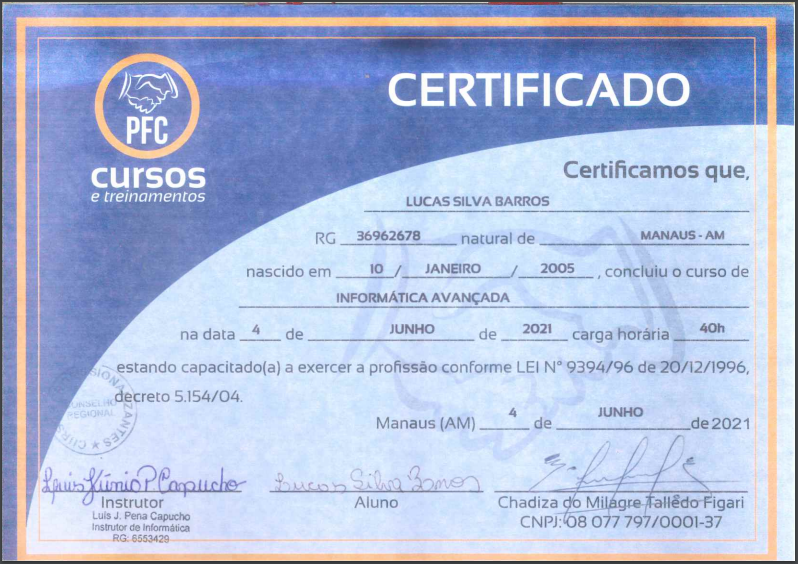 CERTIFICADO
PFC
cursos
e treinamentos
Certificamos que,
LUCAS SILVA BARROS
RG 36962678 natural de MANAUS - AM
nascido em 10 / JANEIRO / 2005 , concluiu o curso de
INFORMÁTICA AVANÇADA
na data 4 de JUNHO de 2021 carga horária 40h
estando capacitado(a) a exercer a profissão conforme LEI N° 9394/96 de 20/12/1996,
decreto 5.154/04.
Manaus (AM) 4 de JUNHO de 2021
CONSELHO
REGIONAL
Luis Júnio P Capucho
Lucas Silva Barros
Instrutor
Aluno
Chadiza do Milagre Talledo Figari
Luís J. Pena Capucho
CNPJ: 08 077 797/0001-37
Instrutor de Informática
RG: 6553429